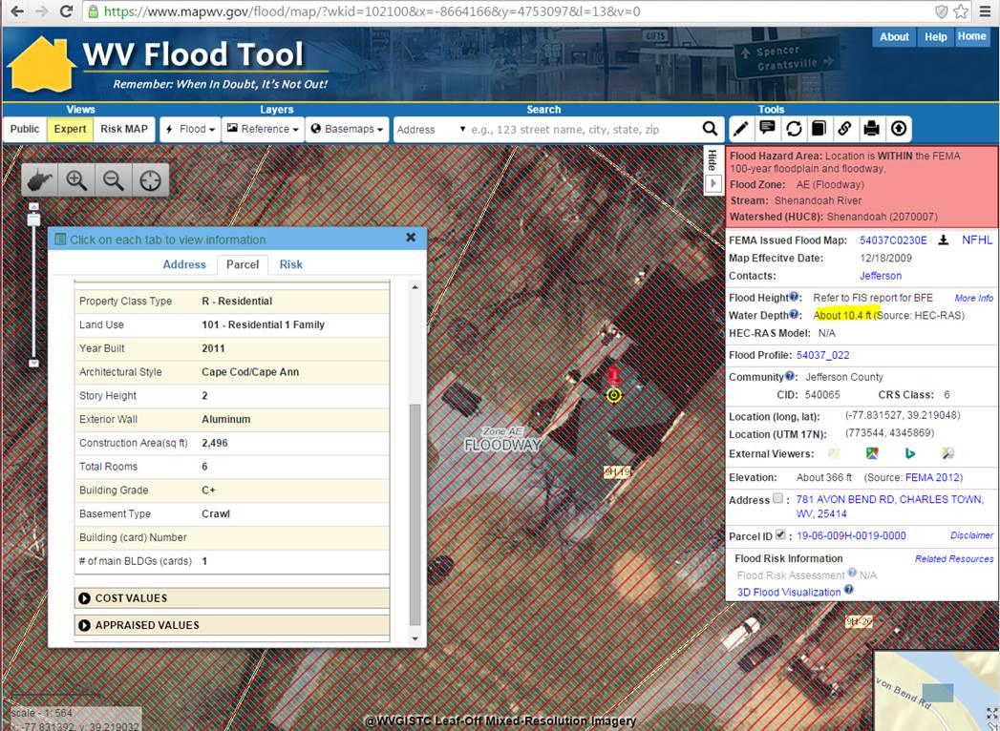 https://www.mapwv.gov/flood/map/?wkid=102100&x=-8664166&y=4753097&l=13&v=0
WV Flood Tool
Remember: When In Doubt, It's Not Out!
GIFTS
Spencer
Grantsville
About Help Home
Views Layers Search Tools
Public Expert Risk MAP Flood Reference Basemaps Address e.g., 123 street name, city, state, zip
Hide
Click on each tab to view information
Address Parcel Risk
Property Class Type R - Residential
Land Use 101 - Residential 1 Family
Year Built 2011
Architectural Style Cape Cod/Cape Ann
Story Height 2
Exterior Wall Aluminum
Construction Area(sq ft) 2,496
Total Rooms 6
Building Grade C+
Basement Type Crawl
Building (card) Number
# of main BLDGs (cards) 1
COST VALUES
APPRAISED VALUES
Zone AE
FLOODWAY
9H-19
9H-20
Flood Hazard Area: Location is WITHIN the FEMA
100-year floodplain and floodway.
Flood Zone: AE (Floodway)
Stream: Shenandoah River
Watershed (HUC8): Shenandoah (2070007)
FEMA Issued Flood Map: 54037C0230E NFHL
Map Effecitve Date: 12/18/2009
Contacts: Jefferson
Flood Height?: Refer to FIS report for BFE More Info
Water Depth?: About 10.4 ft (Source: HEC-RAS)
HEC-RAS Model: N/A
Flood Profile: 54037_022
Community?: Jefferson County
CID: 540065 CRS Class: 6
Location (long, lat): (-77.831527, 39.219048)
Location (UTM 17N): (773544, 4345869)
External Viewers:
Elevation: About 366 ft (Source: FEMA 2012)
Address : 781 AVON BEND RD, CHARLES TOWN,
WV, 25414
Parcel ID : 19-06-009H-0019-0000 Disclaimer
Flood Risk Information Related Resources
Flood Risk Assessment ? N/A
3D Flood Visualization ?
von Bend Rd
scale - 1: 564
x: -77.831392, y: 39.219032
@WVGISTC Leaf-Off Mixed-Resolution Imagery